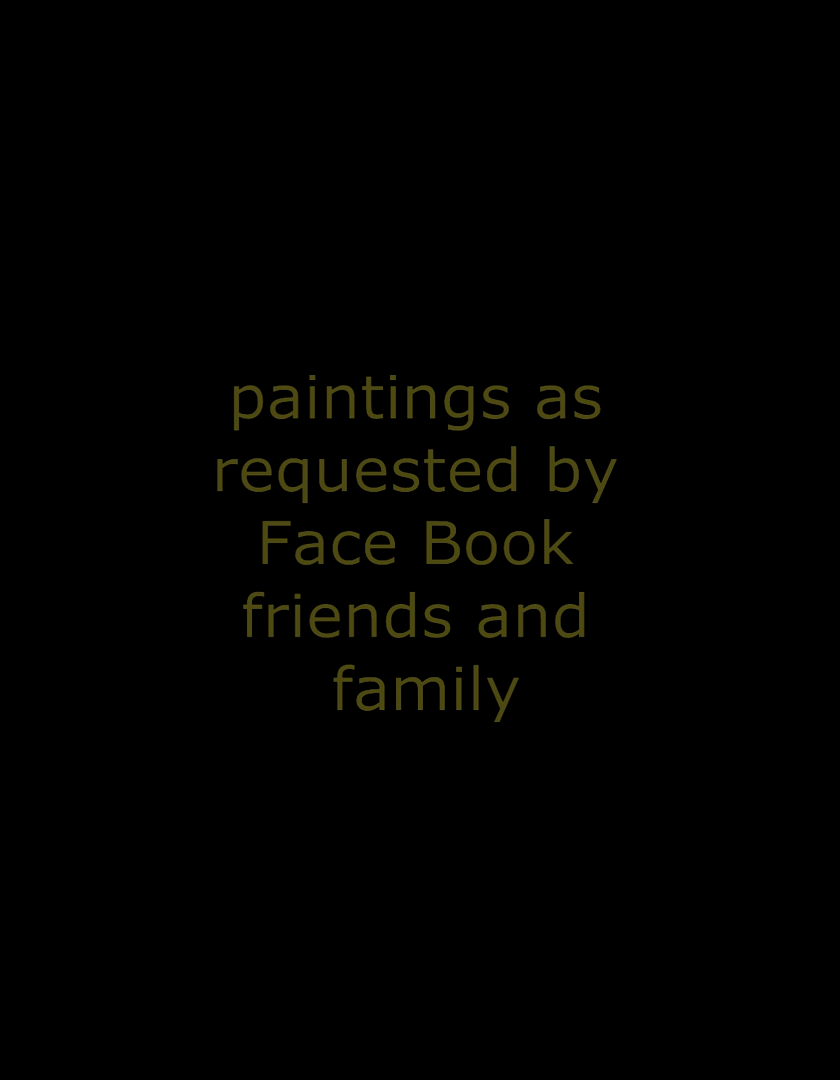 paintings as
requested by
Face Book
friends and
family